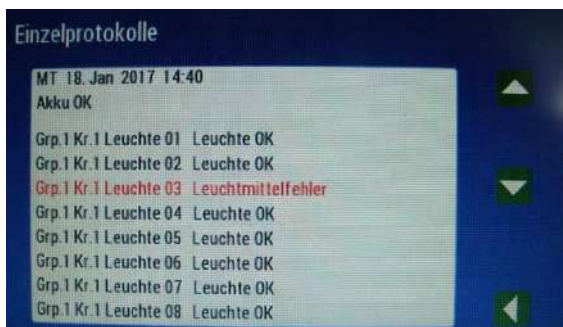 Einzelprotokolle
MT 18. Jan 2017 14:40
Akku OK
Grp.1 Kr.1 Leuchte 01 Leuchte OK
Grp.1 Kr.1 Leuchte 02 Leuchte OK
Grp.1 Kr.1 Leuchte 03 Leuchtmittelfehler
Grp.1 Kr.1 Leuchte 04 Leuchte OK
Grp.1 Kr.1 Leuchte 05 Leuchte OK
Grp.1 Kr.1 Leuchte 06 Leuchte OK
Grp.1 Kr.1 Leuchte 07 Leuchte OK
Grp.1 Kr.1 Leuchte 08 Leuchte OK